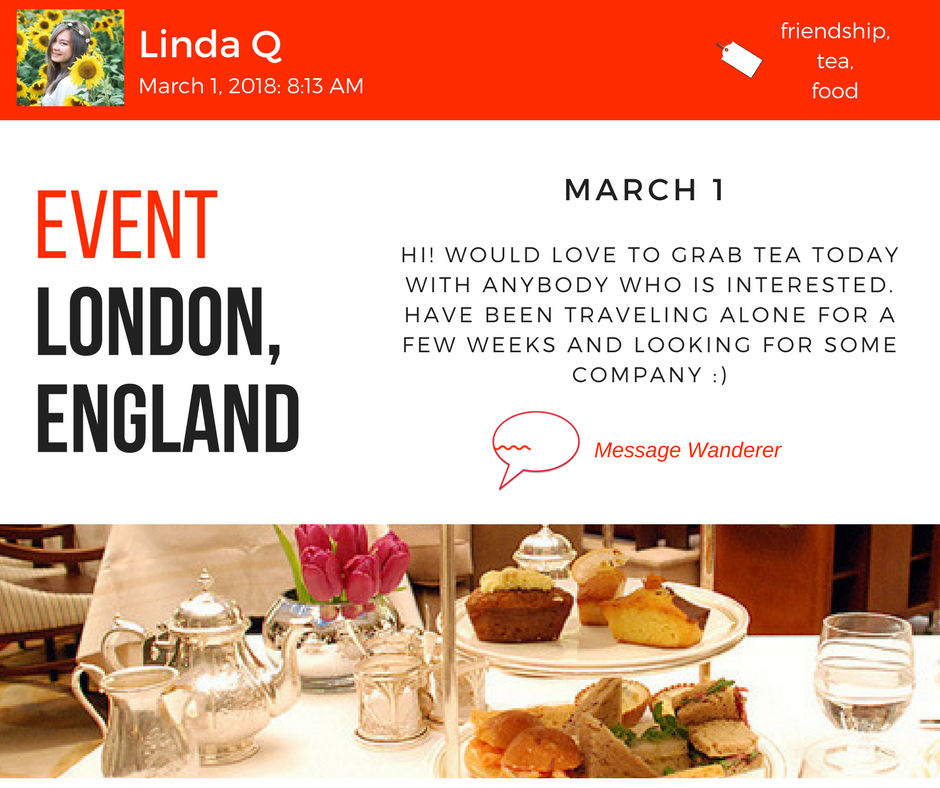 Linda Q
March 1, 2018: 8:13 AM
friendship,
tea,
food
EVENT
LONDON,
ENGLAND
MARCH 1
HI! WOULD LOVE TO GRAB TEA TODAY
WITH ANYBODY WHO IS INTERESTED.
HAVE BEEN TRAVELING ALONE FOR A
FEW WEEKS AND LOOKING FOR SOME
COMPANY :)
Message Wanderer